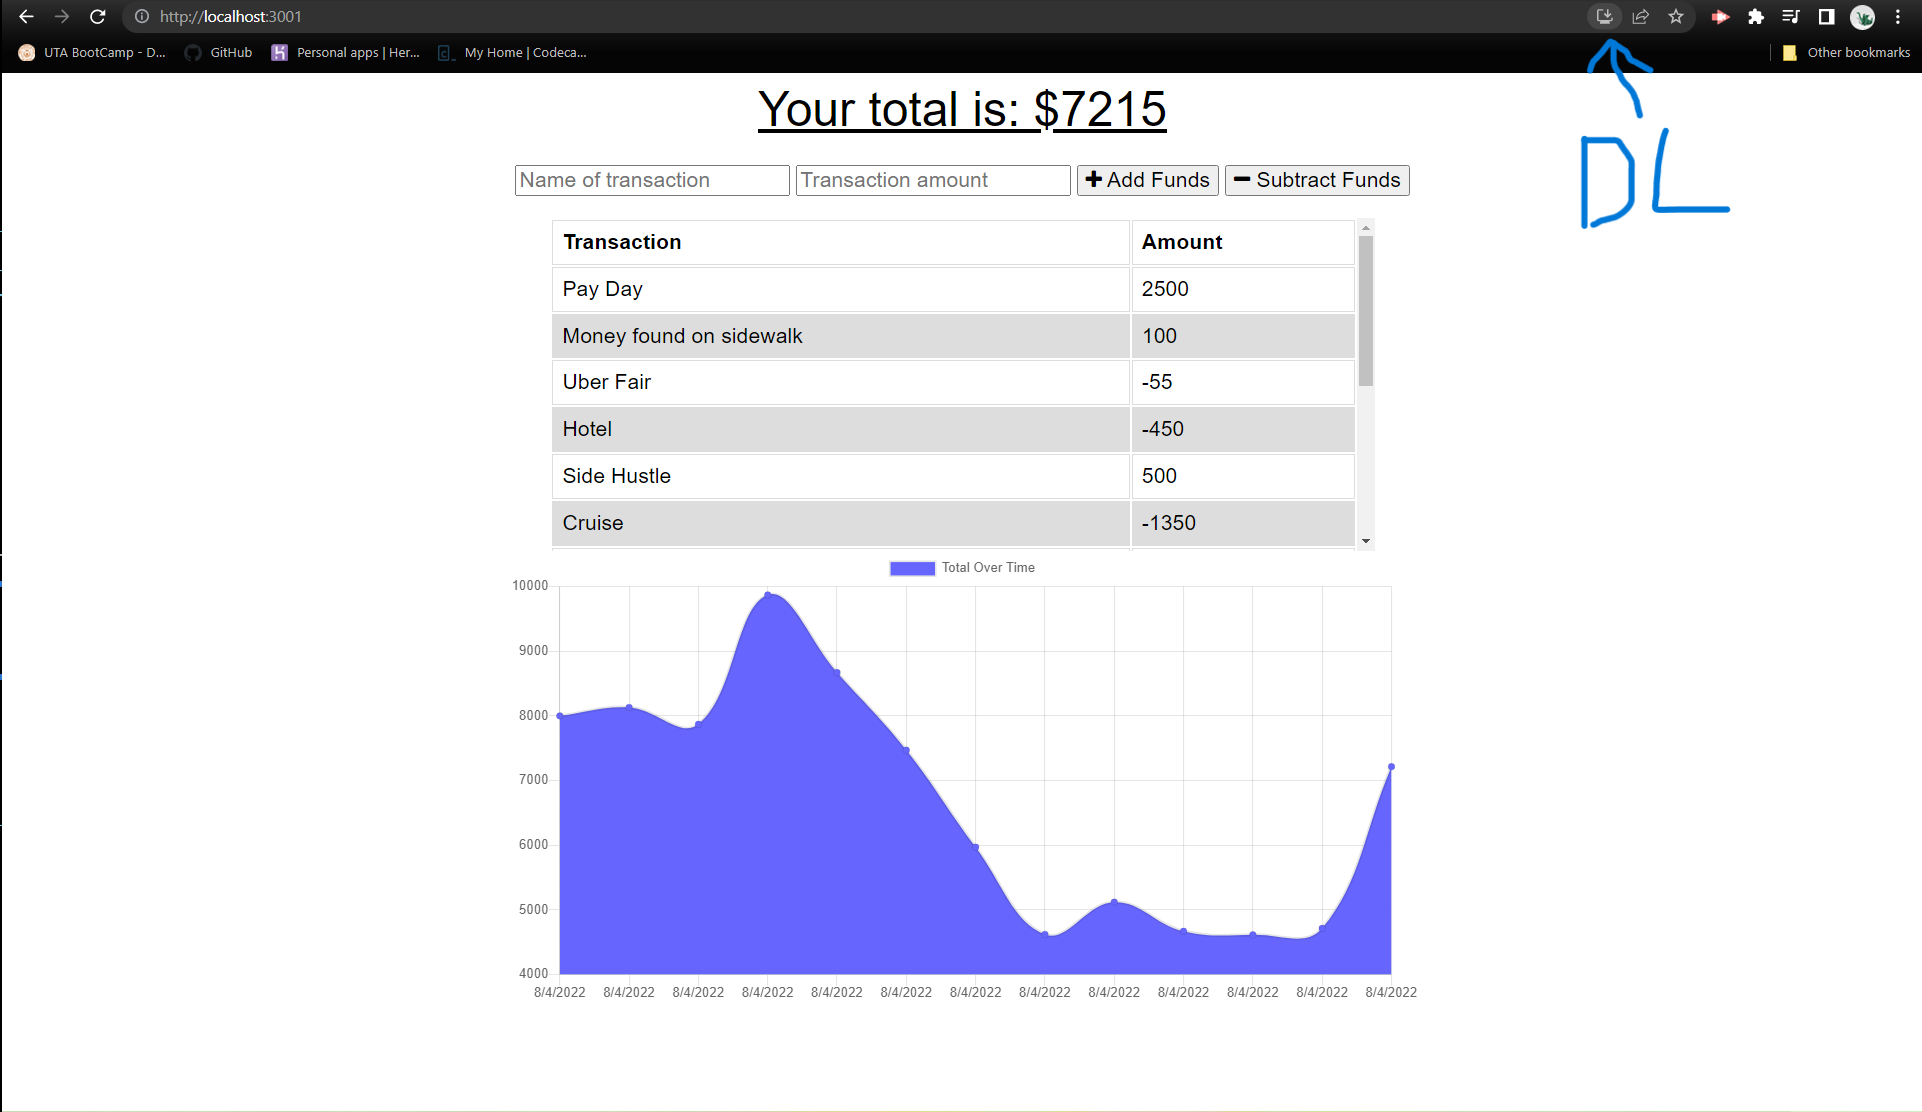 http://localhost:3001
UTA BootCamp - D... GitHub Personal apps | Her... My Home | Codeca... Other bookmarks
Your total is: $7215
DL
Name of transaction Transaction amount Add Funds Subtract Funds
Transaction Amount
Pay Day 2500
Money found on sidewalk 100
Uber Fair -55
Hotel -450
Side Hustle 500
Cruise -1350
Total Over Time
10000
9000
8000
7000
6000
5000
4000
8/4/2022 8/4/2022 8/4/2022 8/4/2022 8/4/2022 8/4/2022 8/4/2022 8/4/2022 8/4/2022 8/4/2022 8/4/2022 8/4/2022 8/4/2022